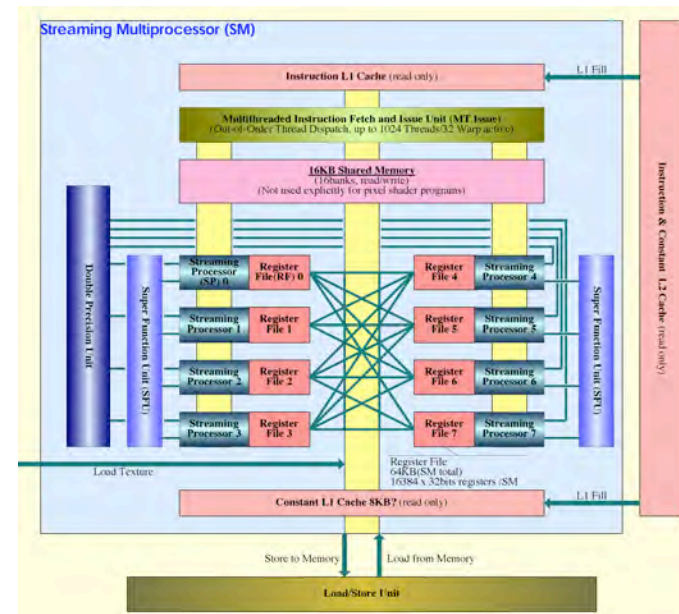 Streaming Multiprocessor (SM)
Instruction L1 Cache (read only)
L1 Fill
Multithreaded Instruction Fetch and Issue Unit (MT Issue)
(Out-of-Order Thread Dispatch, up to 1024 Threads/32 Warp active)
16KB Shared Memory
(16banks, read/write)
(Not used explicitly for pixel shader programs)
Double Precision Unit
Super Function Unit (SFU)
Streaming
Processor
(SP) 0
Register
File(RF) 0
Register
File 4
Streaming
Processor 4
Streaming
Processor 1
Register
File 1
Register
File 5
Streaming
Processor 5
Streaming
Processor 2
Register
File 2
Register
File 6
Streaming
Processor 6
Streaming
Processor 3
Register
File 3
Register
File 7
Streaming
Processor 7
Super Function Unit (SFU)
Instruction & Constant L2 Cache (read only)
Load Texture
Register File
64KB(SM total)
16384 x 32bits registers /SM
Constant L1 Cache 8KB? (read only)
L1 Fill
Store to Memory
Load from Memory
Load/Store Unit